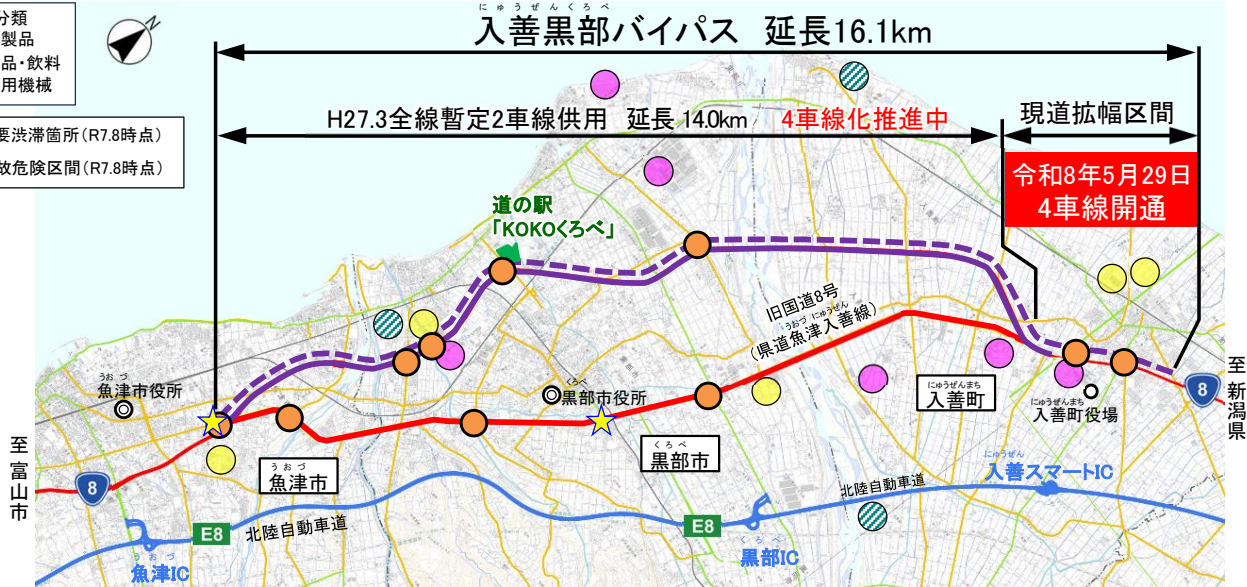 分類
製品
品・飲料
用機械
要渋滞箇所(R7.8時点)
故危険区間(R7.8時点)
にゅうぜんくろべ
入善黒部バイパス 延長16.1km
H27.3全線暫定2車線供用 延長 14.0km 4車線化推進中
現道拡幅区間
令和8年5月29日
4車線開通
道の駅
「KOKOくろべ」
旧国道8号
うおづ にゅうぜん
(県道魚津入善線)
うおづ
魚津市役所
くろべ
黒部市役所
にゅうぜんまち
入善町
にゅうぜんまち
入善町役場
至新潟県
8
至富山市
8
うおづ
魚津市
くろべ
黒部市
にゅうぜん
入善スマートIC
北陸自動車道
E8
北陸自動車道
E8
くろべ
黒部IC
うおづ
魚津IC